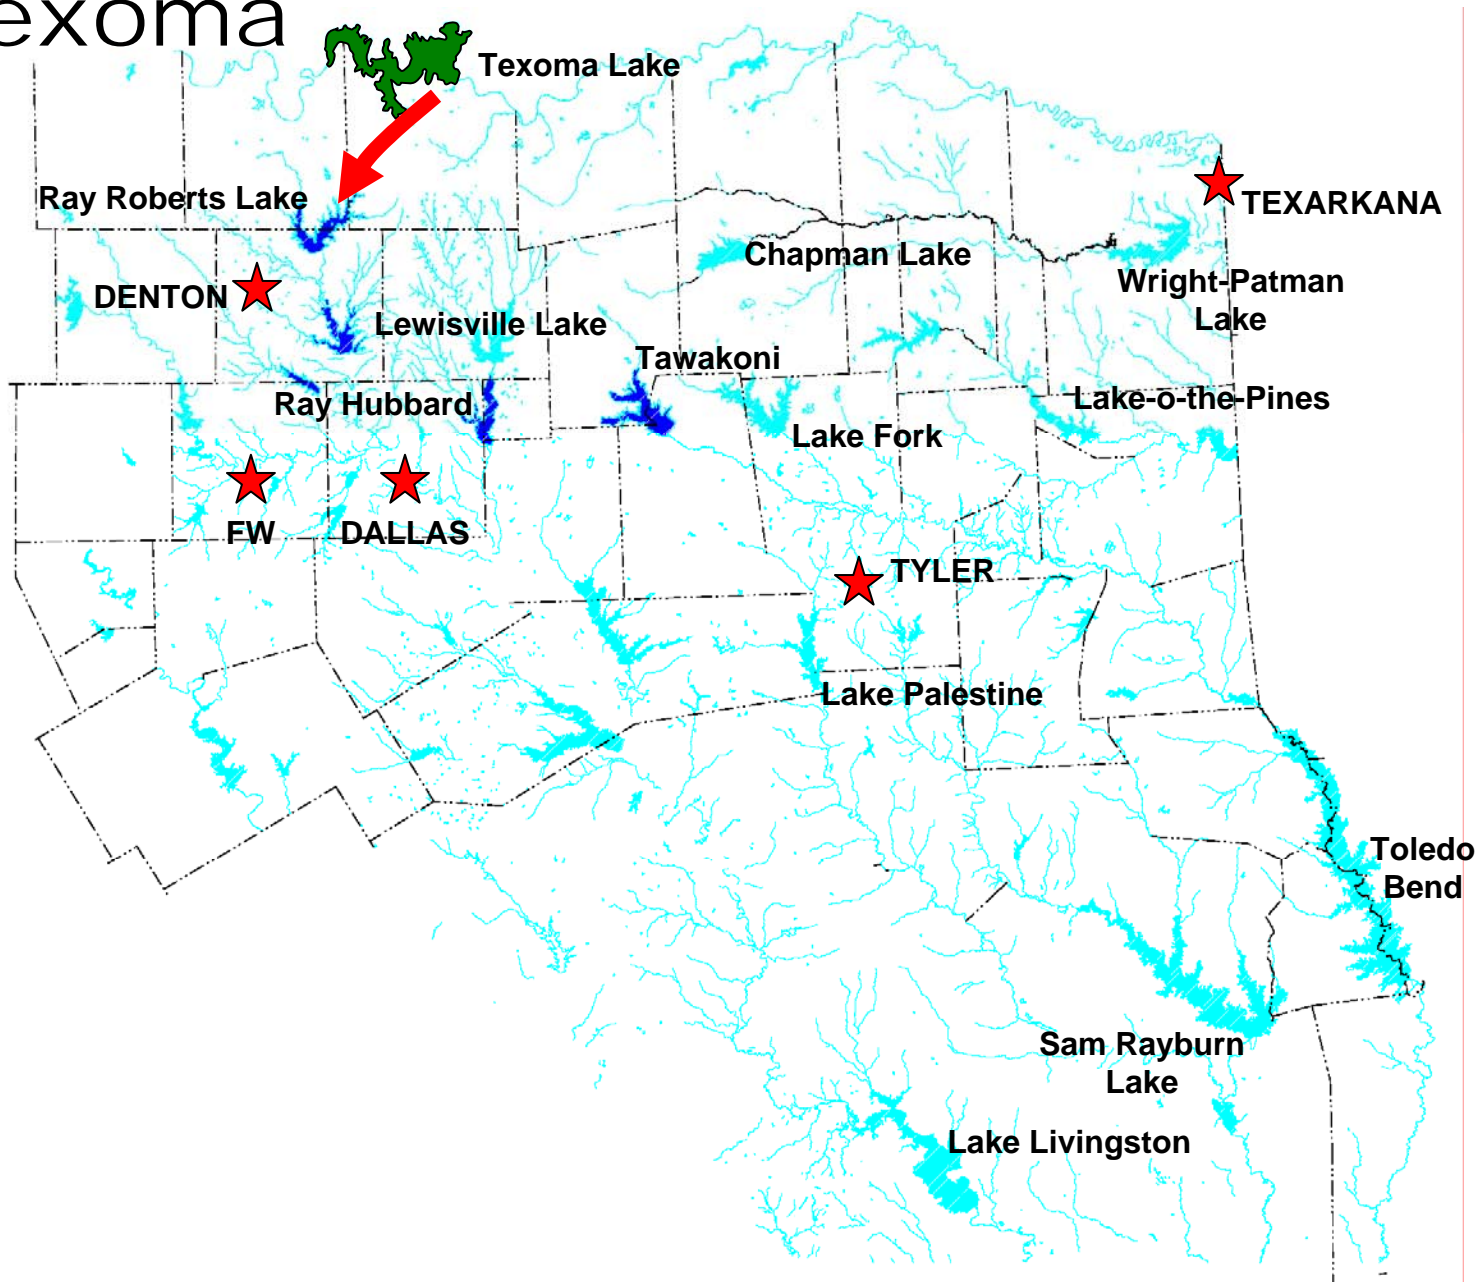 exoma
Texoma Lake
Ray Roberts Lake
TEXARKANA
Chapman Lake
Wright-Patman
Lake
DENTON
Lewisville Lake
Tawakoni
Ray Hubbard
Lake-o-the-Pines
Lake Fork
FW
DALLAS
TYLER
Lake Palestine
Toledo
Bend
Sam Rayburn
Lake
Lake Livingston